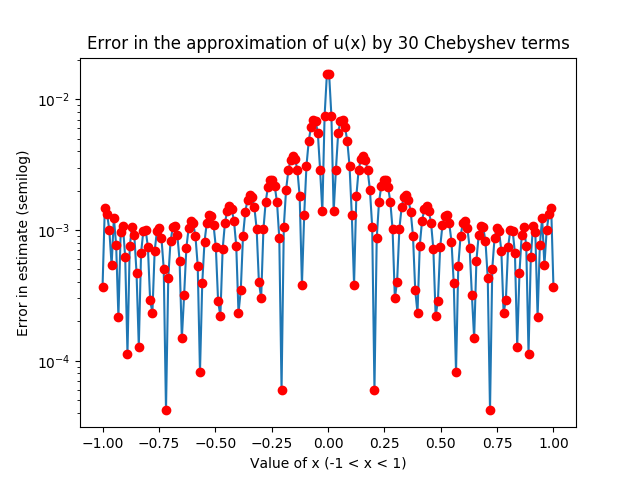 Error in the approximation of u(x) by 30 Chebyshev terms
Error in estimate (semilog)
10⁻²
10⁻³
10⁻⁴
−1.00 −0.75 −0.50 −0.25 0.00 0.25 0.50 0.75 1.00
Value of x (-1 < x < 1)